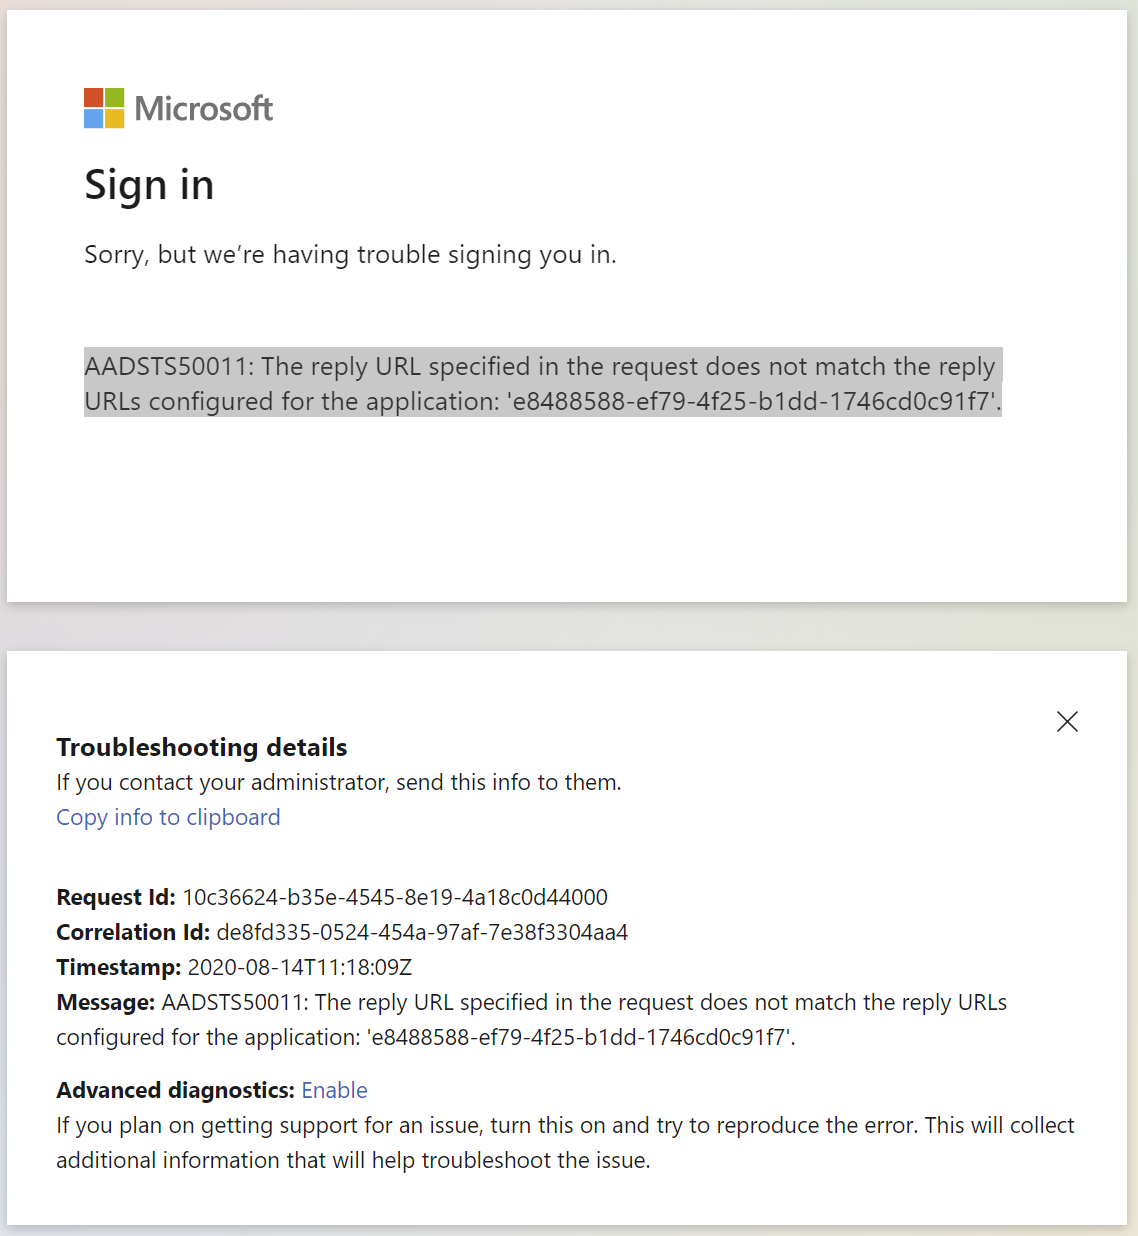 Microsoft
Sign in
Sorry, but we’re having trouble signing you in.
AADSTS50011: The reply URL specified in the request does not match the reply
URLs configured for the application: 'e8488588-ef79-4f25-b1dd-1746cd0c91f7'.
Troubleshooting details
If you contact your administrator, send this info to them.
Copy info to clipboard
Request Id: 10c36624-b35e-4545-8e19-4a18c0d44000
Correlation Id: de8fd335-0524-454a-97af-7e38f3304aa4
Timestamp: 2020-08-14T11:18:09Z
Message: AADSTS50011: The reply URL specified in the request does not match the reply URLs
configured for the application: 'e8488588-ef79-4f25-b1dd-1746cd0c91f7'.
Advanced diagnostics: Enable
If you plan on getting support for an issue, turn this on and try to reproduce the error. This will collect
additional information that will help troubleshoot the issue.